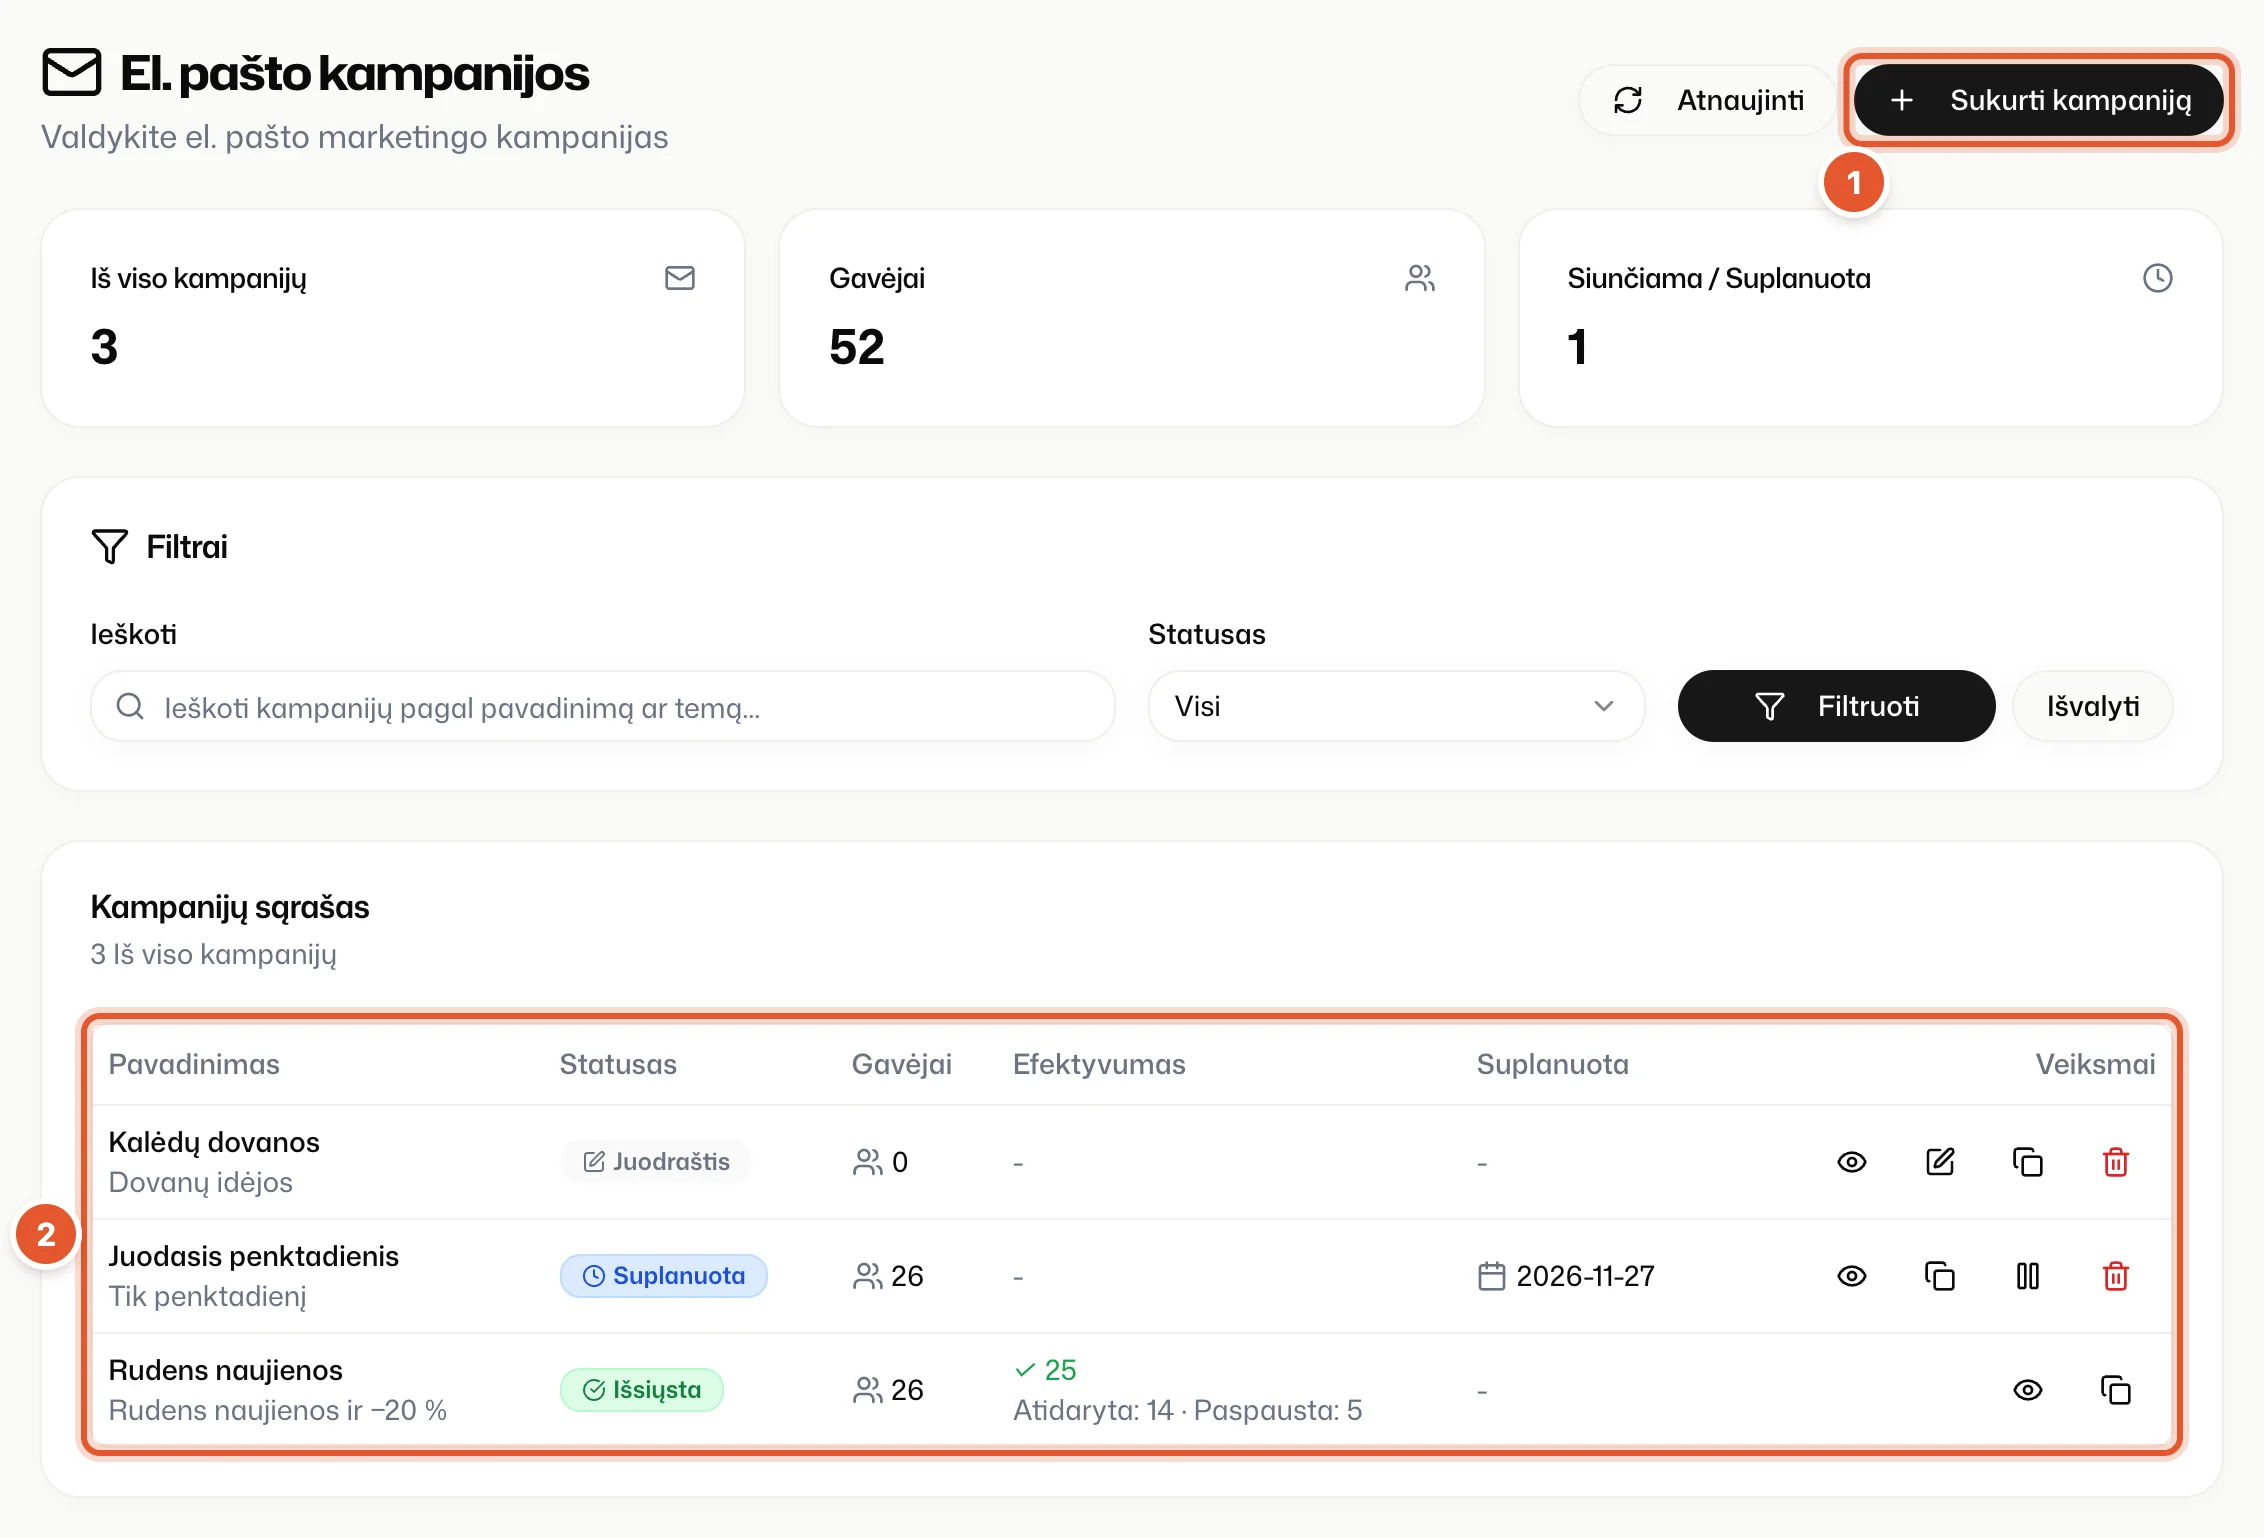 El. pašto kampanijos
Valdykite el. pašto marketingo kampanijas
Atnaujinti
Sukurti kampaniją
1
Iš viso kampanijų
3
Gavėjai
52
Siunčiama / Suplanuota
1
Filtrai
Ieškoti
Statusas
Ieškoti kampanijų pagal pavadinimą ar temą...
Visi
Filtruoti
Išvalyti
Kampanijų sąrašas
3 Iš viso kampanijų
2
Pavadinimas Statusas Gavėjai Efektyvumas Suplanuota Veiksmai
Kalėdų dovanos
Dovanų idėjos
Juodraštis
0
-
-
Juodasis penktadienis
Tik penktadienį
Suplanuota
26
-
2026-11-27
Rudens naujienos
Rudens naujienos ir −20 %
Išsiųsta
26
25
Atidaryta: 14 · Paspausta: 5
-